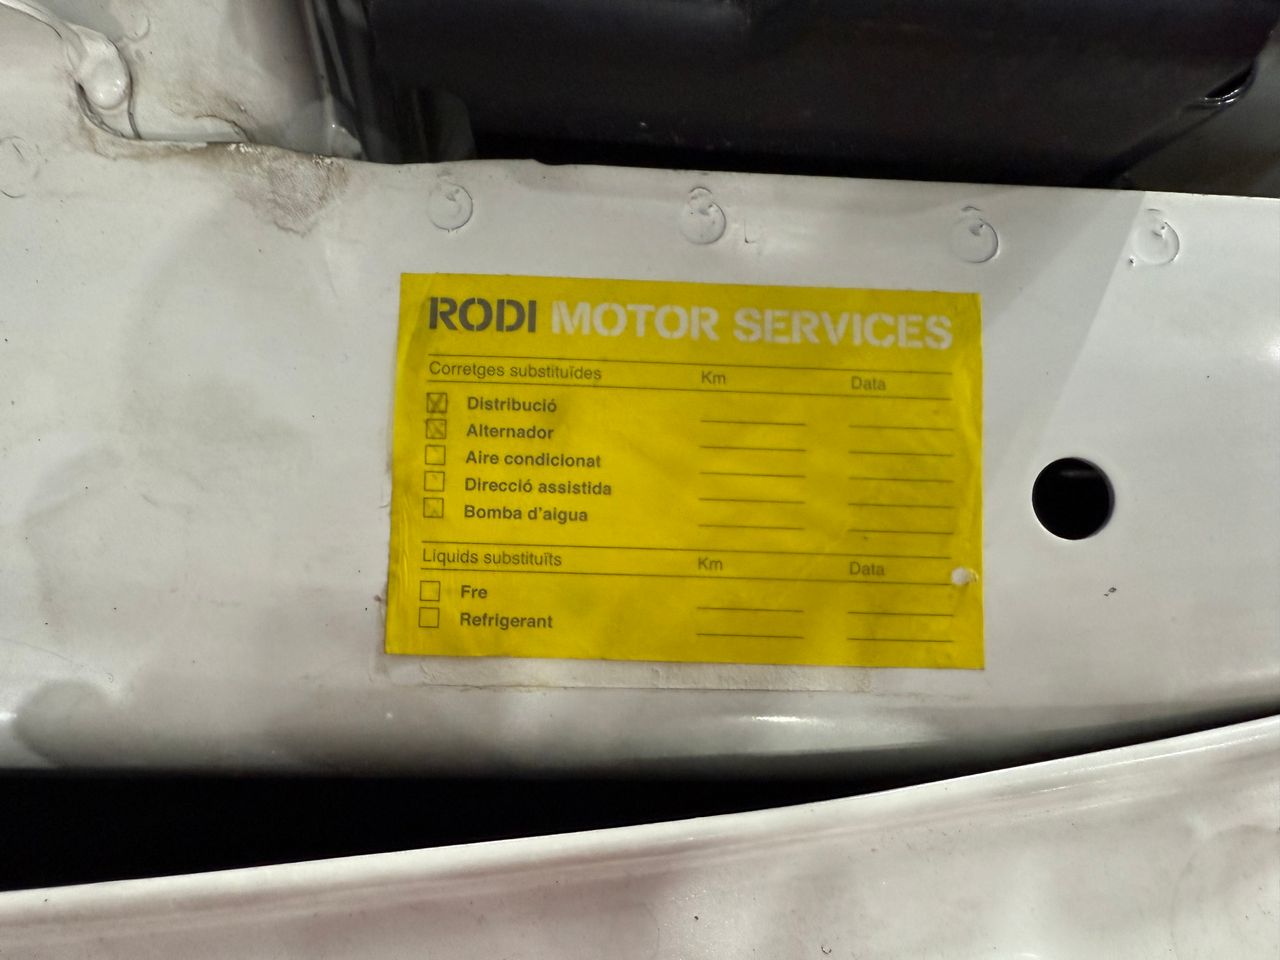 RODI MOTOR SERVICES
Corretges substituïdes Km Data
Distribució
Alternador
Aire condicionat
Direcció assistida
Bomba d'aigua
Líquids substituïts Km Data
Fre
Refrigerant